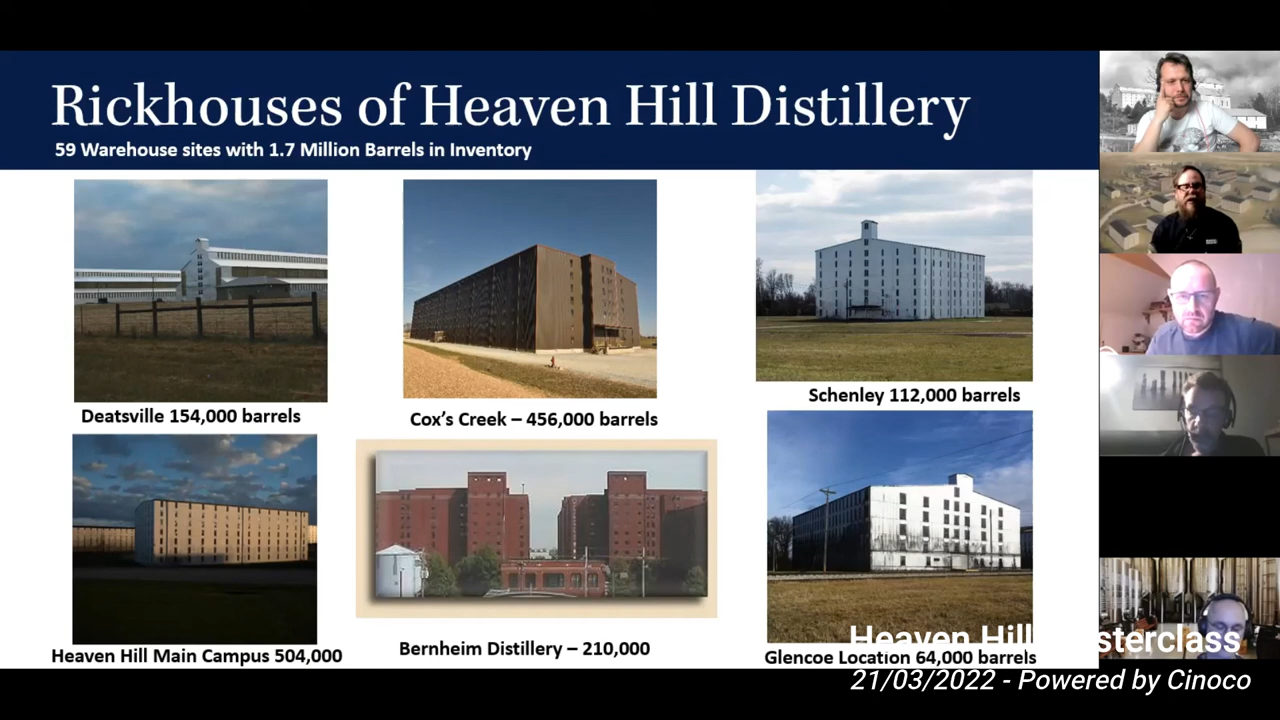 Rickhouses of Heaven Hill Distillery
59 Warehouse sites with 1.7 Million Barrels in Inventory
Deatsville 154,000 barrels
Cox's Creek – 456,000 barrels
Schenley 112,000 barrels
Heaven Hill Main Campus 504,000
Bernheim Distillery – 210,000
Glencoe Location 64,000 barrels
Heaven Hill Masterclass
21/03/2022 - Powered by Cinoco